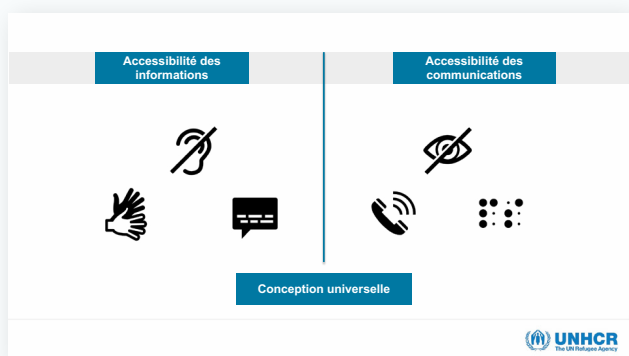 Accessibilité des
informations
Accessibilité des
communications
Conception universelle
UNHCR
The UN Refugee Agency